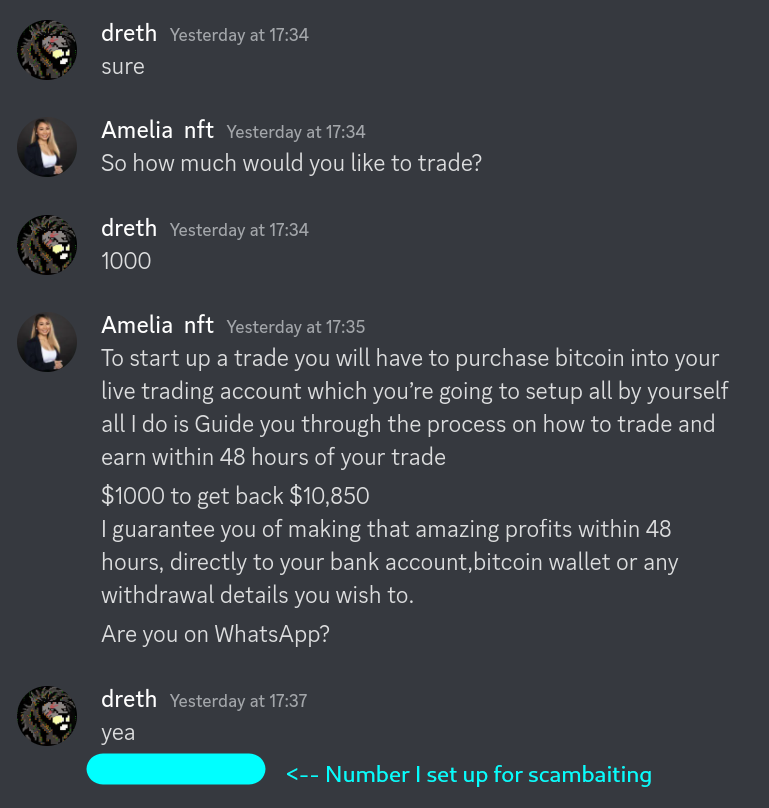 dreth Yesterday at 17:34
sure
Amelia nft Yesterday at 17:34
So how much would you like to trade?
dreth Yesterday at 17:34
1000
Amelia nft Yesterday at 17:35
To start up a trade you will have to purchase bitcoin into your
live trading account which you're going to setup all by yourself
all I do is Guide you through the process on how to trade and
earn within 48 hours of your trade
$1000 to get back $10,850
I guarantee you of making that amazing profits within 48
hours, directly to your bank account,bitcoin wallet or any
withdrawal details you wish to.
Are you on WhatsApp?
dreth Yesterday at 17:37
yea
<-- Number I set up for scambaiting